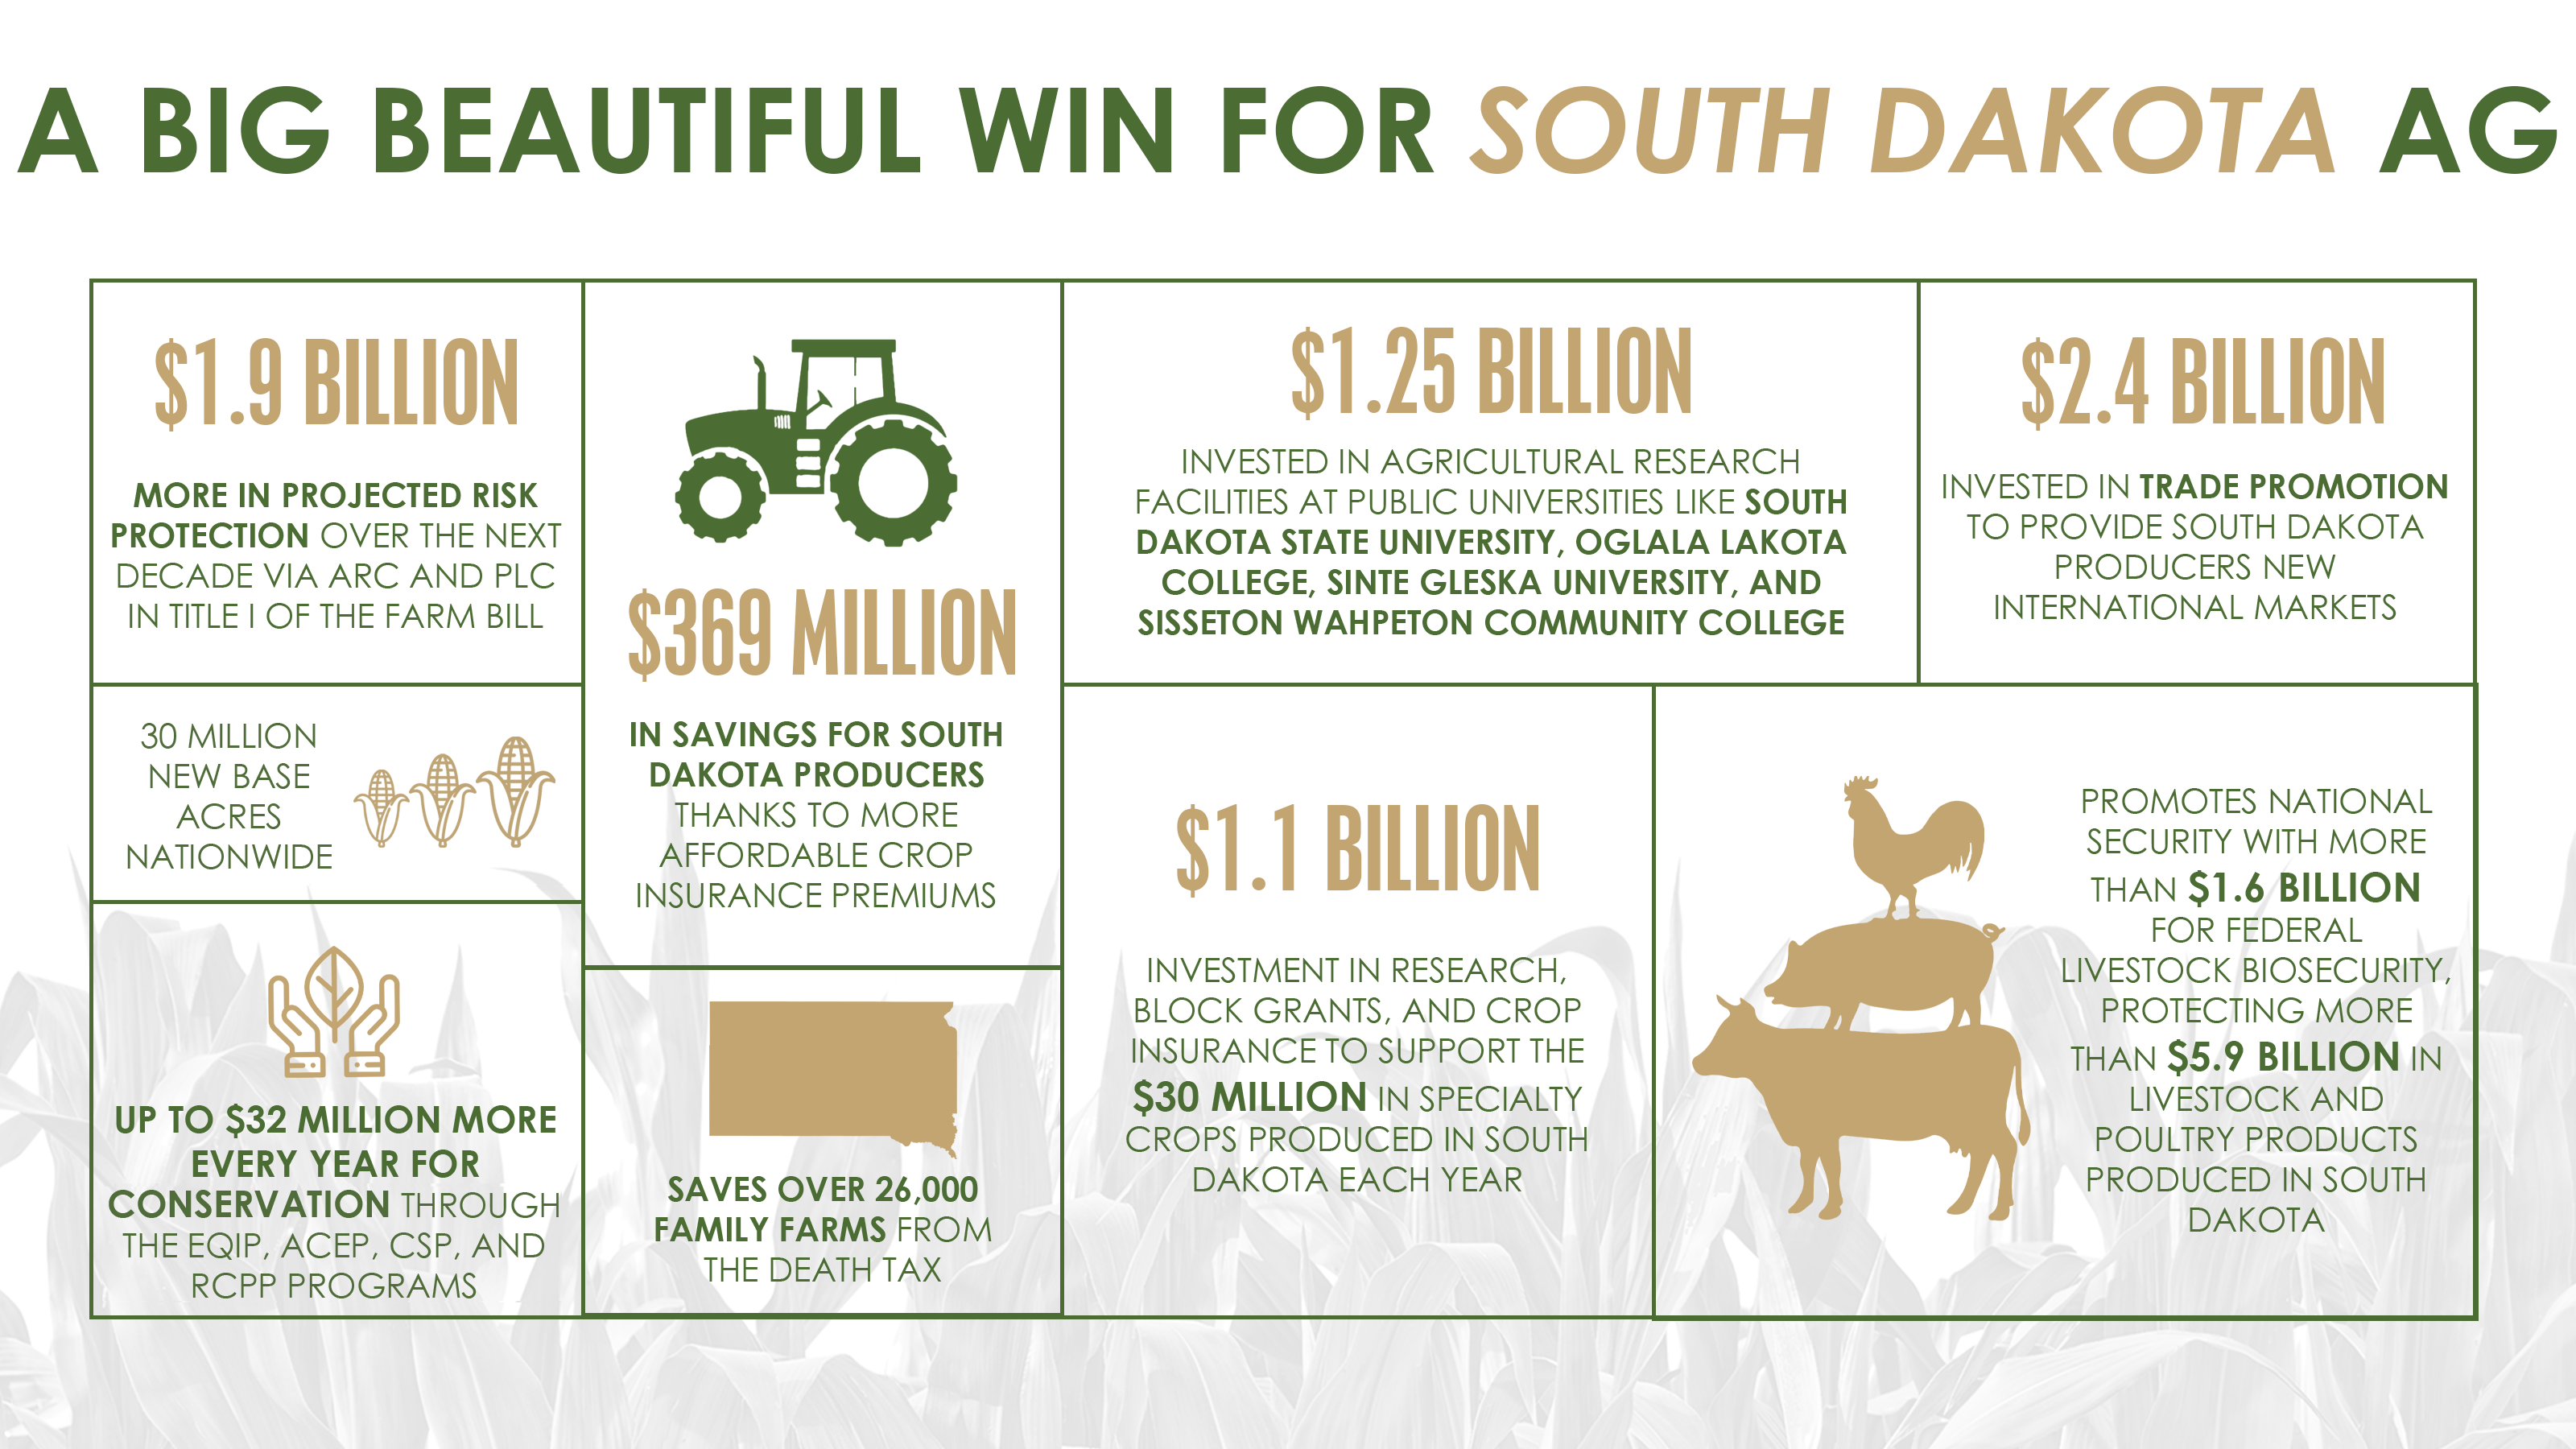 A BIG BEAUTIFUL WIN FOR SOUTH DAKOTA AG
$1.9 BILLION
MORE IN PROJECTED RISK
PROTECTION OVER THE NEXT
DECADE VIA ARC AND PLC
IN TITLE I OF THE FARM BILL
30 MILLION
NEW BASE
ACRES
NATIONWIDE
UP TO $32 MILLION MORE
EVERY YEAR FOR
CONSERVATION THROUGH
THE EQIP, ACEP, CSP, AND
RCPP PROGRAMS
$369 MILLION
IN SAVINGS FOR SOUTH
DAKOTA PRODUCERS
THANKS TO MORE
AFFORDABLE CROP
INSURANCE PREMIUMS
SAVES OVER 26,000
FAMILY FARMS FROM
THE DEATH TAX
$1.25 BILLION
INVESTED IN AGRICULTURAL RESEARCH
FACILITIES AT PUBLIC UNIVERSITIES LIKE SOUTH
DAKOTA STATE UNIVERSITY, OGLALA LAKOTA
COLLEGE, SINTE GLESKA UNIVERSITY, AND
SISSETON WAHPETON COMMUNITY COLLEGE
$2.4 BILLION
INVESTED IN TRADE PROMOTION
TO PROVIDE SOUTH DAKOTA
PRODUCERS NEW
INTERNATIONAL MARKETS
$1.1 BILLION
INVESTMENT IN RESEARCH,
BLOCK GRANTS, AND CROP
INSURANCE TO SUPPORT THE
$30 MILLION IN SPECIALTY
CROPS PRODUCED IN SOUTH
DAKOTA EACH YEAR
PROMOTES NATIONAL
SECURITY WITH MORE
THAN $1.6 BILLION
FOR FEDERAL
LIVESTOCK BIOSECURITY,
PROTECTING MORE
THAN $5.9 BILLION IN
LIVESTOCK AND
POULTRY PRODUCTS
PRODUCED IN SOUTH
DAKOTA